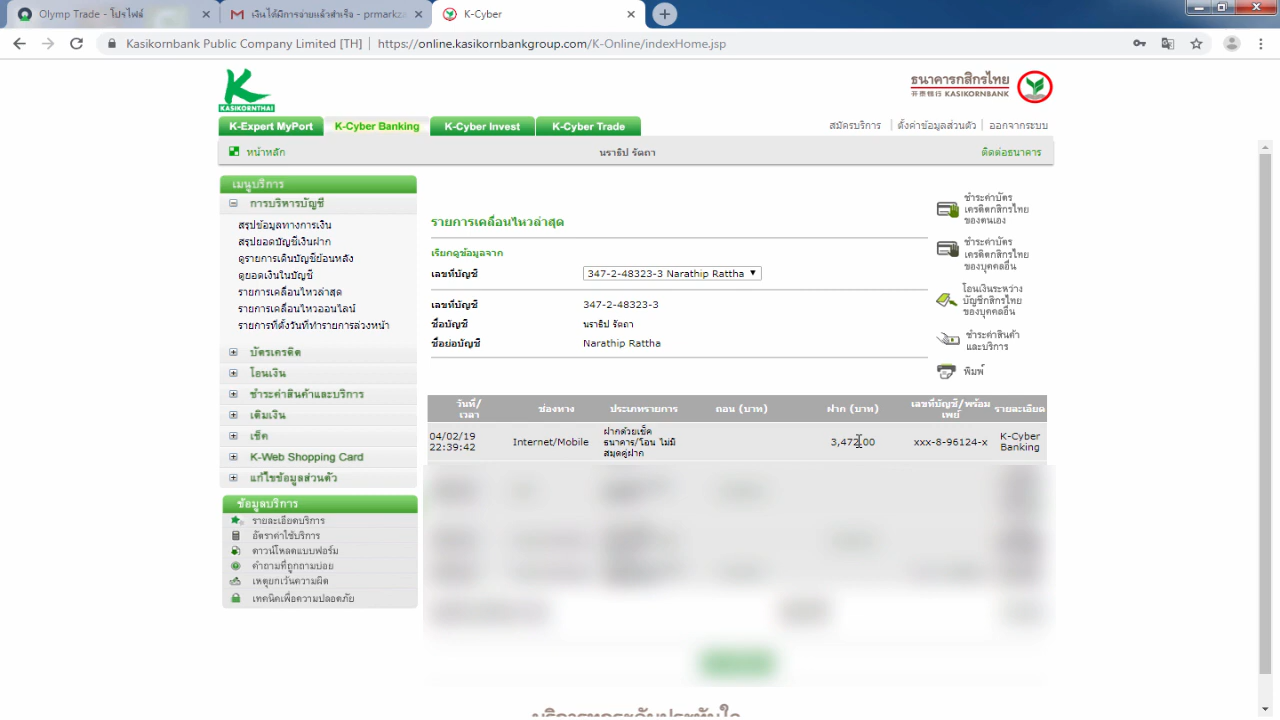 Olymp Trade - โปรไฟล์
เงินได้มีการจ่ายแล้วสำเร็จ - prmarkz
K-Cyber
Kasikornbank Public Company Limited [TH] | https://online.kasikornbankgroup.com/K-Online/indexHome.jsp
KASIKORNTHAI
ธนาคารกสิกรไทย
开泰银行 KASIKORNBANK
K-Expert MyPort
K-Cyber Banking
K-Cyber Invest
K-Cyber Trade
สมัครบริการ | ตั้งค่าข้อมูลส่วนตัว | ออกจากระบบ
หน้าหลัก
นราธิป รัตถา
ติดต่อธนาคาร
เมนูบริการ
การบริหารบัญชี
สรุปข้อมูลทางการเงิน
สรุปยอดบัญชีเงินฝาก
ดูรายการเดินบัญชีย้อนหลัง
ดูยอดเงินในบัญชี
รายการเคลื่อนไหวล่าสุด
รายการเคลื่อนไหวออนไลน์
รายการที่ตั้งวันที่ทำรายการล่วงหน้า
บัตรเครดิต
โอนเงิน
ชำระค่าสินค้าและบริการ
เติมเงิน
เช็ค
K-Web Shopping Card
แก้ไขข้อมูลส่วนตัว
ข้อมูลบริการ
รายละเอียดบริการ
อัตราค่าใช้บริการ
ดาวน์โหลดแบบฟอร์ม
คำถามที่ถูกถามบ่อย
เหตุยกเว้นความผิด
เทคนิคเพื่อความปลอดภัย
รายการเคลื่อนไหวล่าสุด
เรียกดูข้อมูลจาก
เลขที่บัญชี 347-2-48323-3 Narathip Rattha
เลขที่บัญชี 347-2-48323-3
ชื่อบัญชี นราธิป รัตถา
ชื่อย่อบัญชี Narathip Rattha
ชำระค่าบัตร
เครดิตกสิกรไทย
ของตนเอง
ชำระค่าบัตร
เครดิตกสิกรไทย
ของบุคคลอื่น
โอนเงินระหว่าง
บัญชีกสิกรไทย
ของบุคคลอื่น
ชำระค่าสินค้า
และบริการ
พิมพ์
วันที่/
เวลา
ช่องทาง
ประเภทรายการ
ถอน (บาท)
ฝาก (บาท)
เลขที่บัญชี/พร้อม
เพย์
รายละเอียด
04/02/19
22:39:42
Internet/Mobile
ฝากด้วยเช็ค
ธนาคาร/โอน ไม่มี
สมุดคู่ฝาก
3,472.00
xxx-8-96124-x
K-Cyber
Banking
บริการทุกระดับประทับใจ